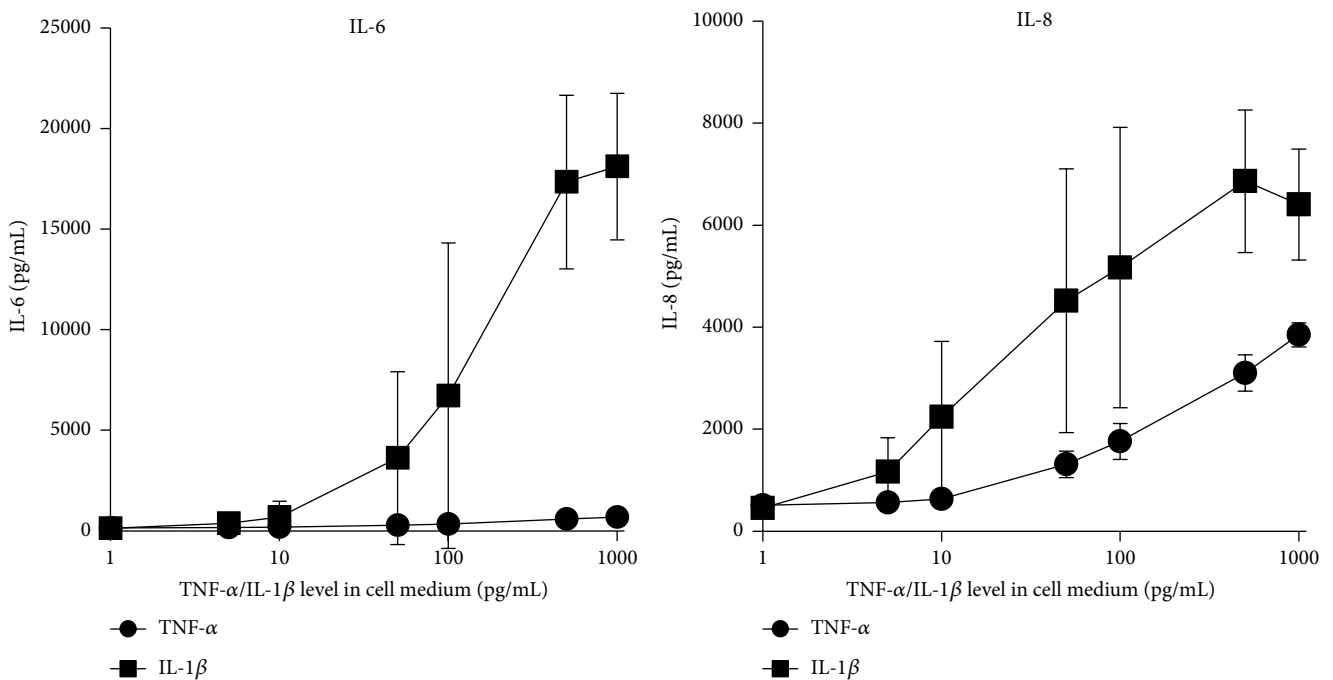 IL-6
25000
20000
15000
10000
5000
0
IL-6 (pg/mL)
1 10 100 1000
TNF-α/IL-1β level in cell medium (pg/mL)
TNF-α
IL-1β
IL-8
10000
8000
6000
4000
2000
0
IL-8 (pg/mL)
1 10 100 1000
TNF-α/IL-1β level in cell medium (pg/mL)
TNF-α
IL-1β